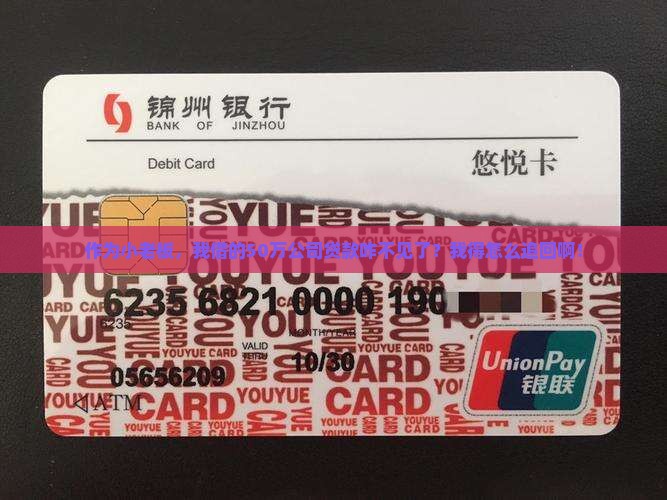 锦州银行
BANK OF JINZHOU
Debit Card
悠悦卡
作为小老板，我借的50万公司贷款咋不见了？我得怎么追回啊！
6235 6821 0000 190
6235
MONTH/YEAR
VALID THRU
10/30
05656209
ATM
UnionPay
银联
YOUYUE CARD